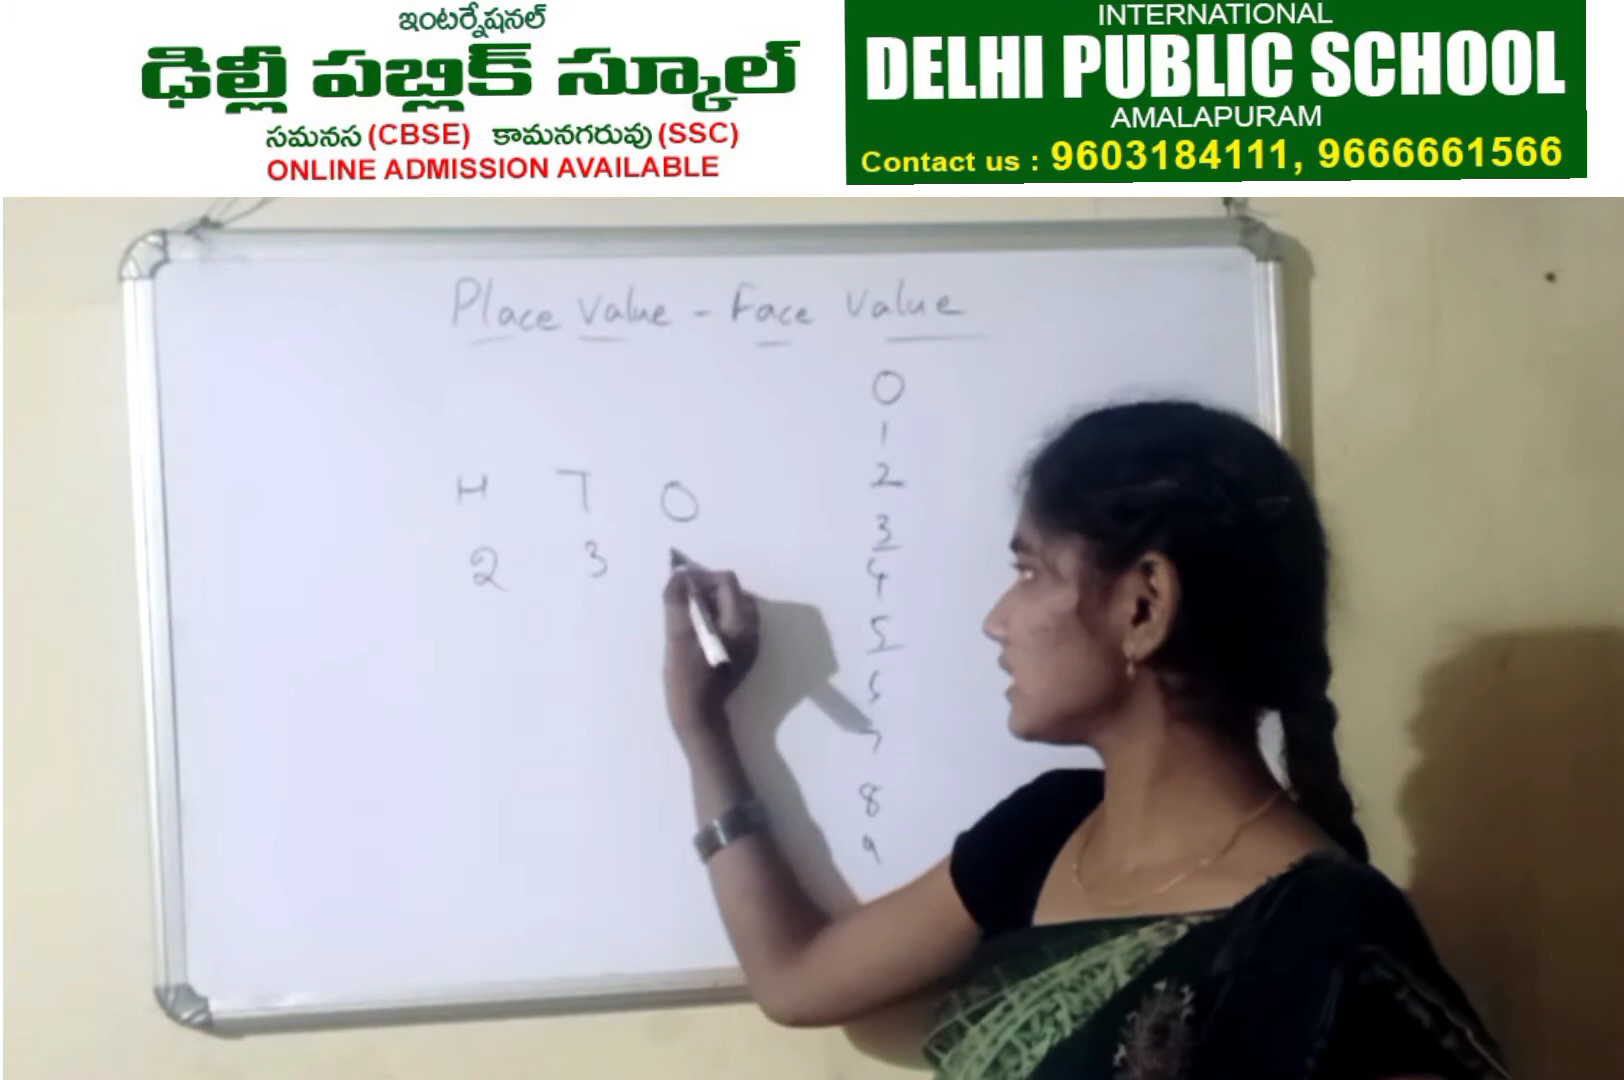 ఇంటర్నేషనల్
ఢిల్లీ పబ్లిక్ స్కూల్
సమనస (CBSE) కామనగరువు (SSC)
ONLINE ADMISSION AVAILABLE
INTERNATIONAL
DELHI PUBLIC SCHOOL
AMALAPURAM
Contact us : 9603184111, 9666661566
Place Value - Face Value
H T O
2 3
0
1
2
3
4
5
6
7
8
9